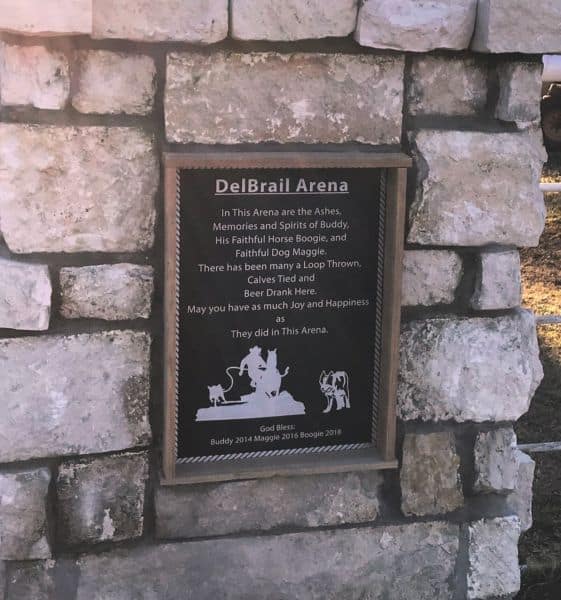 DelBrail Arena
In This Arena are the Ashes,
Memories and Spirits of Buddy,
His Faithful Horse Boogie, and
Faithful Dog Maggie.
There has been many a Loop Thrown,
Calves Tied and
Beer Drank Here.
May you have as much Joy and Happiness
as
They did in This Arena.
God Bless:
Buddy 2014 Maggie 2016 Boogie 2018